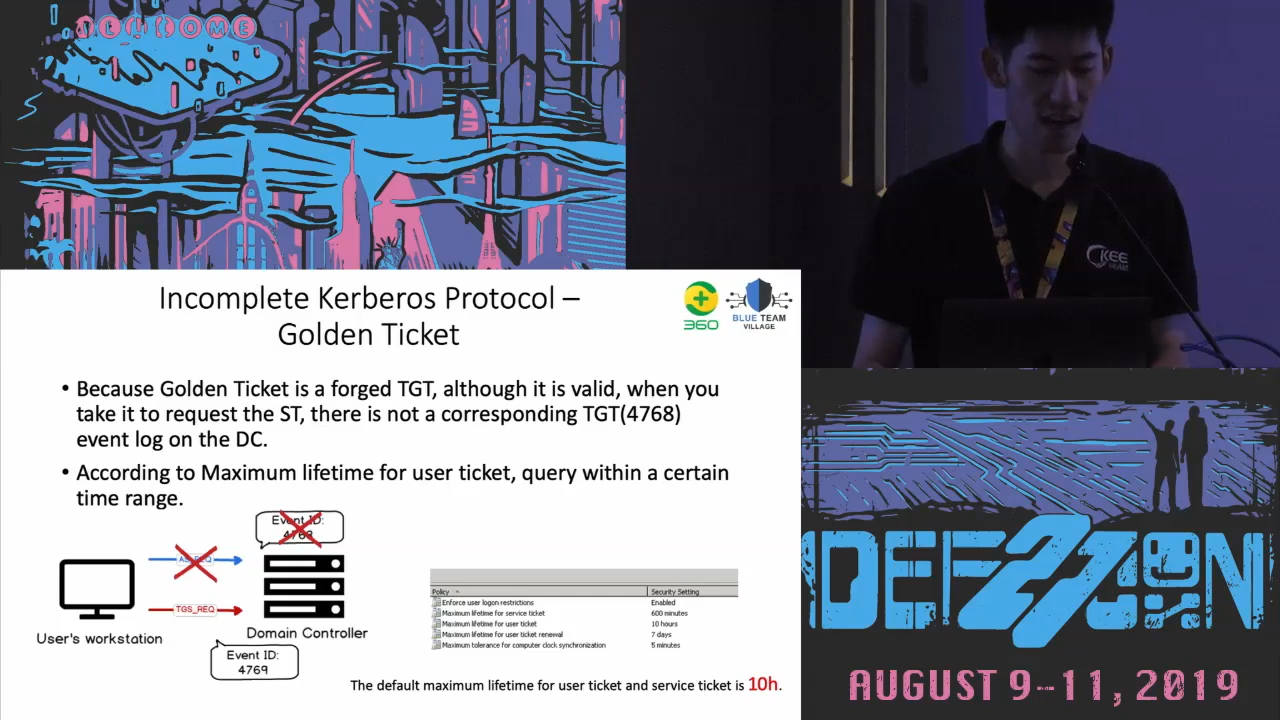 WELCOME
Incomplete Kerberos Protocol –
Golden Ticket
360
BLUE TEAM
VILLAGE
• Because Golden Ticket is a forged TGT, although it is valid, when you
take it to request the ST, there is not a corresponding TGT(4768)
event log on the DC.
• According to Maximum lifetime for user ticket, query within a certain
time range.
Event ID:
4768
AS_REQ
TGS_REQ
User's workstation
Domain Controller
Event ID:
4769
Policy Security Setting
Enforce user logon restrictions Enabled
Maximum lifetime for service ticket 600 minutes
Maximum lifetime for user ticket 10 hours
Maximum lifetime for user ticket renewal 7 days
Maximum tolerance for computer clock synchronization 5 minutes
The default maximum lifetime for user ticket and service ticket is 10h.
TEAM
DEF CON
27
AUGUST 9-11, 2019